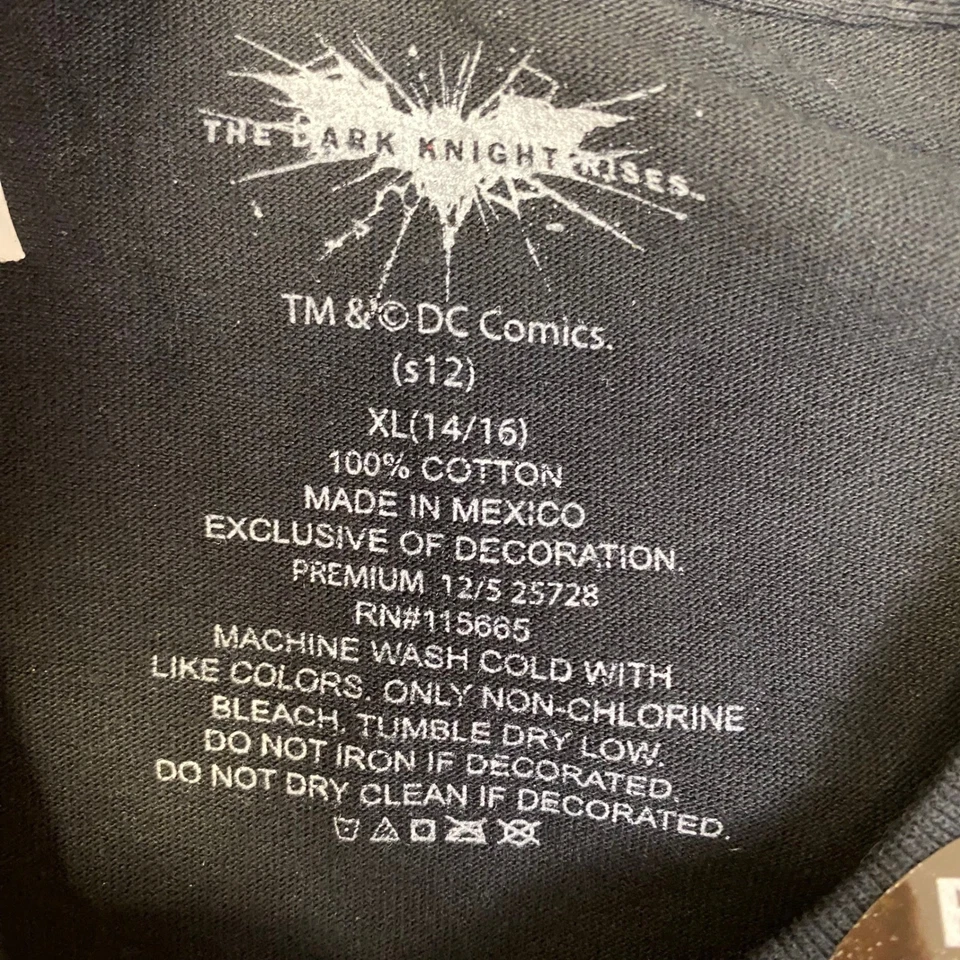 THE DARK KNIGHT RISES
TM & © DC Comics.
(s12)
XL(14/16)
100% COTTON
MADE IN MEXICO
EXCLUSIVE OF DECORATION.
PREMIUM 12/5 25728
RN#115665
MACHINE WASH COLD WITH
LIKE COLORS. ONLY NON-CHLORINE
BLEACH. TUMBLE DRY LOW.
DO NOT IRON IF DECORATED.
DO NOT DRY CLEAN IF DECORATED.